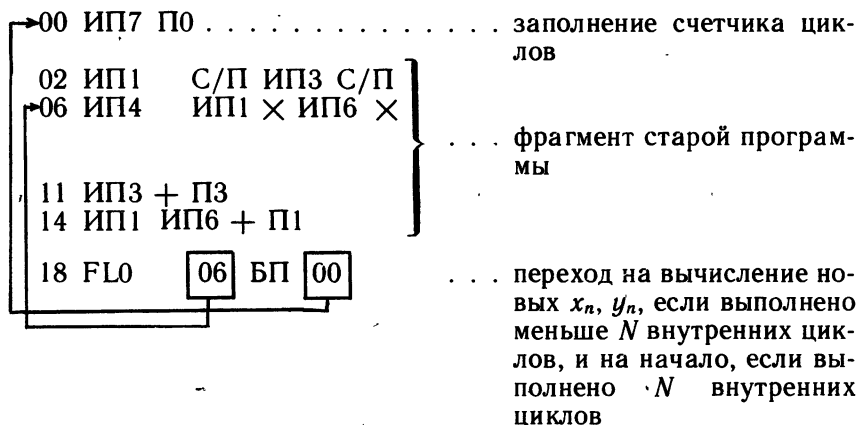 00 ИП7 П0 . . . . . . . . . . . . . . . заполнение счетчика цик-
лов
02 ИП1 С/П ИП3 С/П
06 ИП4 ИП1 × ИП6 ×
. . . фрагмент старой програм-
мы
11 ИП3 + П3
14 ИП1 ИП6 + П1
18 FL0 06 БП 00 . . . переход на вычисление но-
вых xₙ, yₙ, если выполнено
меньше N внутренних цик-
лов, и на начало, если вы-
полнено N внутренних
циклов